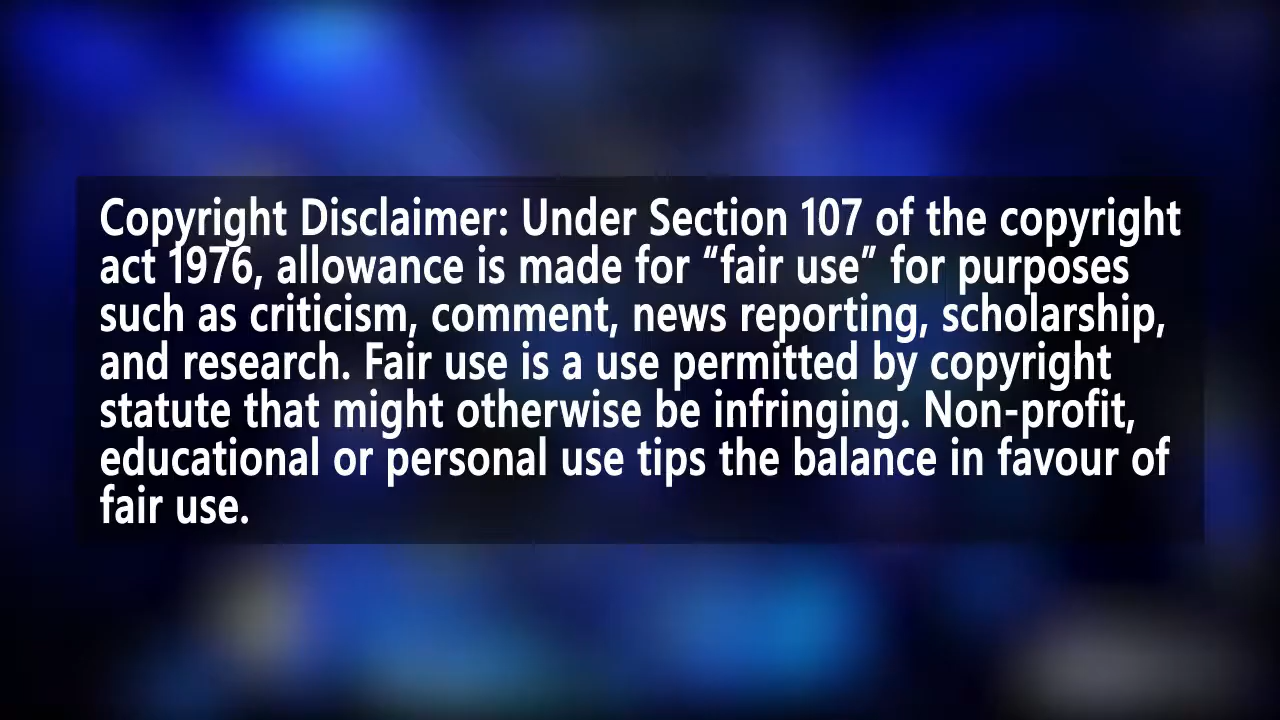 Copyright Disclaimer: Under Section 107 of the copyright
act 1976, allowance is made for “fair use” for purposes
such as criticism, comment, news reporting, scholarship,
and research. Fair use is a use permitted by copyright
statute that might otherwise be infringing. Non-profit,
educational or personal use tips the balance in favour of
fair use.